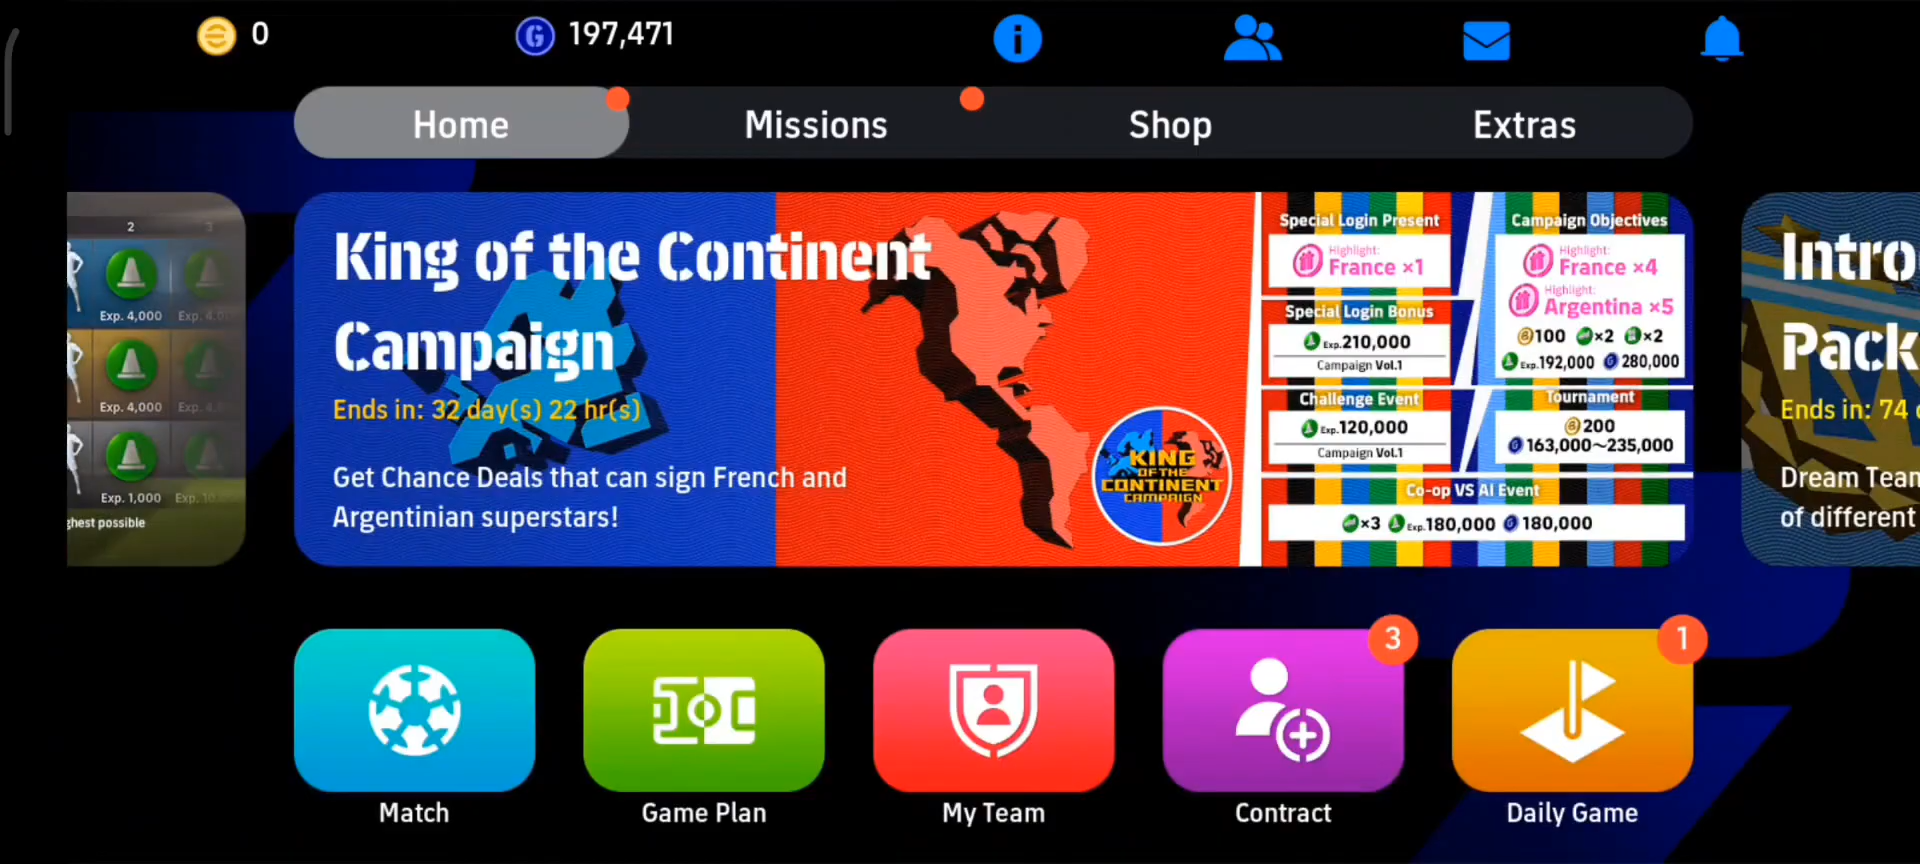 0
197,471
Home
Missions
Shop
Extras
2
3
Exp. 4,000
Exp. 4,000
Exp. 1,000
ghest possible
King of the Continent
Campaign
Ends in: 32 day(s) 22 hr(s)
Get Chance Deals that can sign French and
Argentinian superstars!
KING
OF THE
CONTINENT
CAMPAIGN
Special Login Present
Highlight:
France ×1
Special Login Bonus
Exp.210,000
Campaign Vol.1
Challenge Event
Exp.120,000
Campaign Vol.1
Campaign Objectives
Highlight:
France ×4
Highlight:
Argentina ×5
100 ×2 ×2
Exp.192,000 280,000
Tournament
200
163,000~235,000
Co-op VS AI Event
×3 Exp.180,000 180,000
Intro
Pack
Ends in: 74
Dream Team
of different
3
1
Match
Game Plan
My Team
Contract
Daily Game